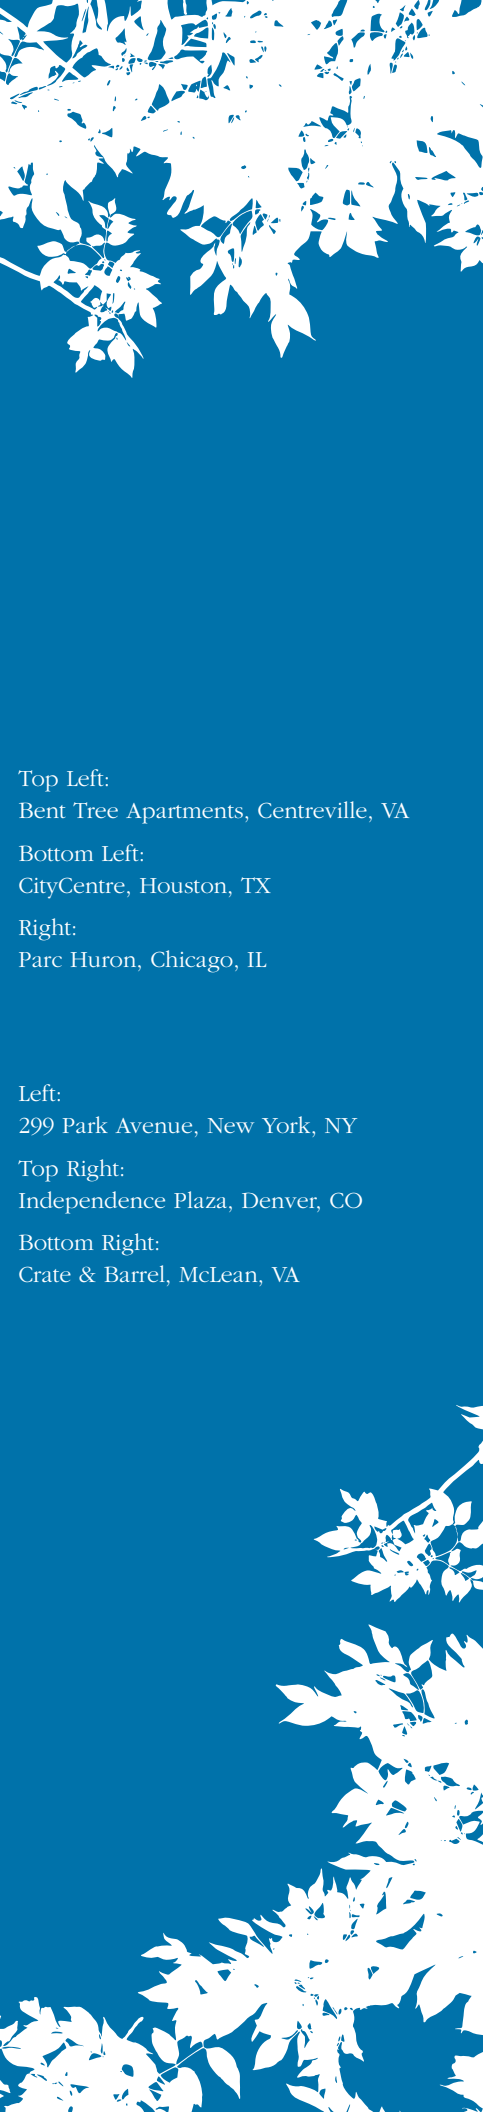 Top Left:
Bent Tree Apartments, Centreville, VA
Bottom Left:
CityCentre, Houston, TX
Right:
Parc Huron, Chicago, IL
Left:
299 Park Avenue, New York, NY
Top Right:
Independence Plaza, Denver, CO
Bottom Right:
Crate & Barrel, McLean, VA